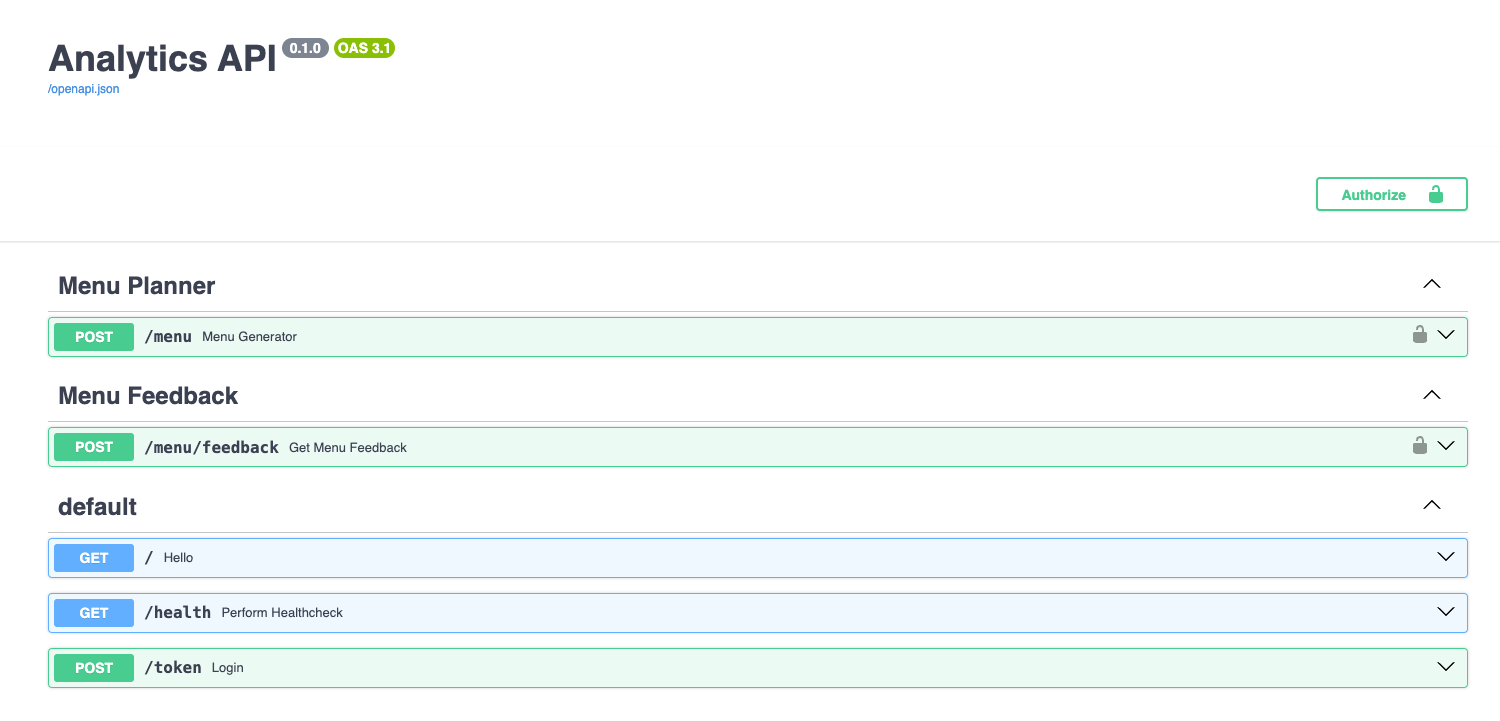 Analytics API 0.1.0 OAS 3.1
/openapi.json
Authorize
Menu Planner
POST /menu Menu Generator
Menu Feedback
POST /menu/feedback Get Menu Feedback
default
GET / Hello
GET /health Perform Healthcheck
POST /token Login